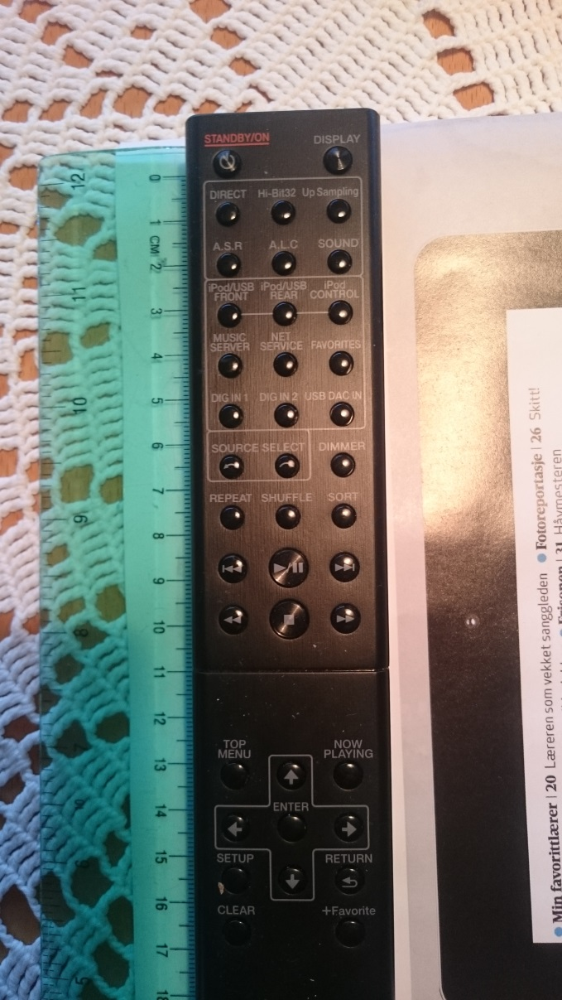 STANDBY/ON
DISPLAY
DIRECT Hi-Bit32 Up Sampling
A.S.R A.L.C SOUND
iPod/USB iPod/USB iPod
FRONT REAR CONTROL
MUSIC NET
SERVER SERVICE FAVORITES
DIG IN 1 DIG IN 2 USB DAC IN
SOURCE SELECT DIMMER
REPEAT SHUFFLE SORT
TOP NOW
MENU PLAYING
ENTER
SETUP RETURN
CLEAR +Favorite
12
11
10
9
8
7
6
5
0
1
CM
2
3
4
5
6
7
8
9
10
11
12
13
14
15
16
17
18
Min favorittlærer | 20 Læreren som vekket sanggleden
Fotoreportasje | 26 Skitt!
31 Håvmesteren